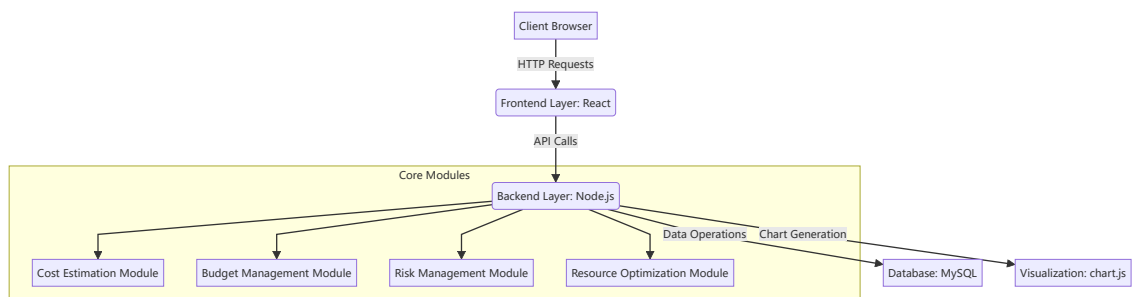 Client Browser
HTTP Requests
Frontend Layer: React
API Calls
Core Modules
Backend Layer: Node.js
Data Operations
Chart Generation
Cost Estimation Module
Budget Management Module
Risk Management Module
Resource Optimization Module
Database: MySQL
Visualization: chart.js